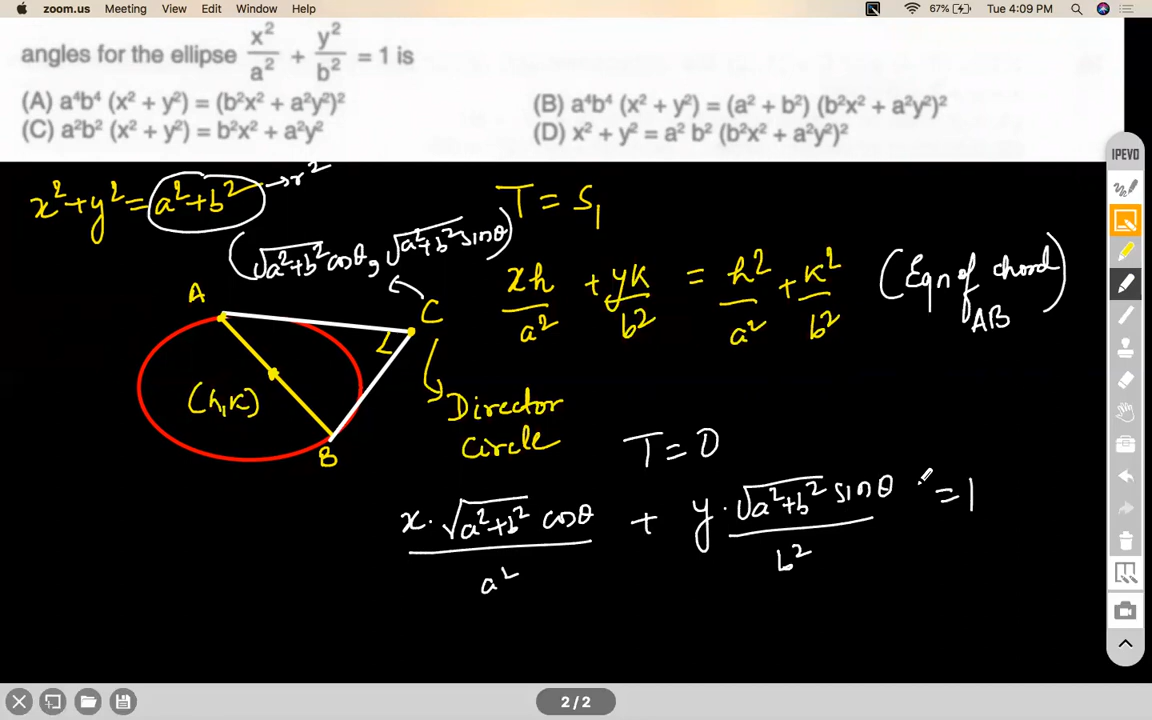 zoom.us Meeting View Edit Window Help 67% Tue 4:09 PM
angles for the ellipse x²/a² + y²/b² = 1 is
(A) a⁴b⁴ (x² + y²) = (b²x² + a²y²)²
(B) a⁴b⁴ (x² + y²) = (a² + b²) (b²x² + a²y²)²
(C) a²b² (x² + y²) = b²x² + a²y²
(D) x² + y² = a² b² (b²x² + a²y²)²
IPEVO
x²+y²= a²+b² → r²
T = S₁
(√a²+b² cosθ, √a²+b² sinθ)
xh/a² + yk/b² = h²/a² + k²/b² (Eqn of chord AB)
A
C
L
(h,k)
B
Director
Circle
T = 0
x·√a²+b² cosθ/a² + y·√a²+b² sinθ/b² = 1
2/2